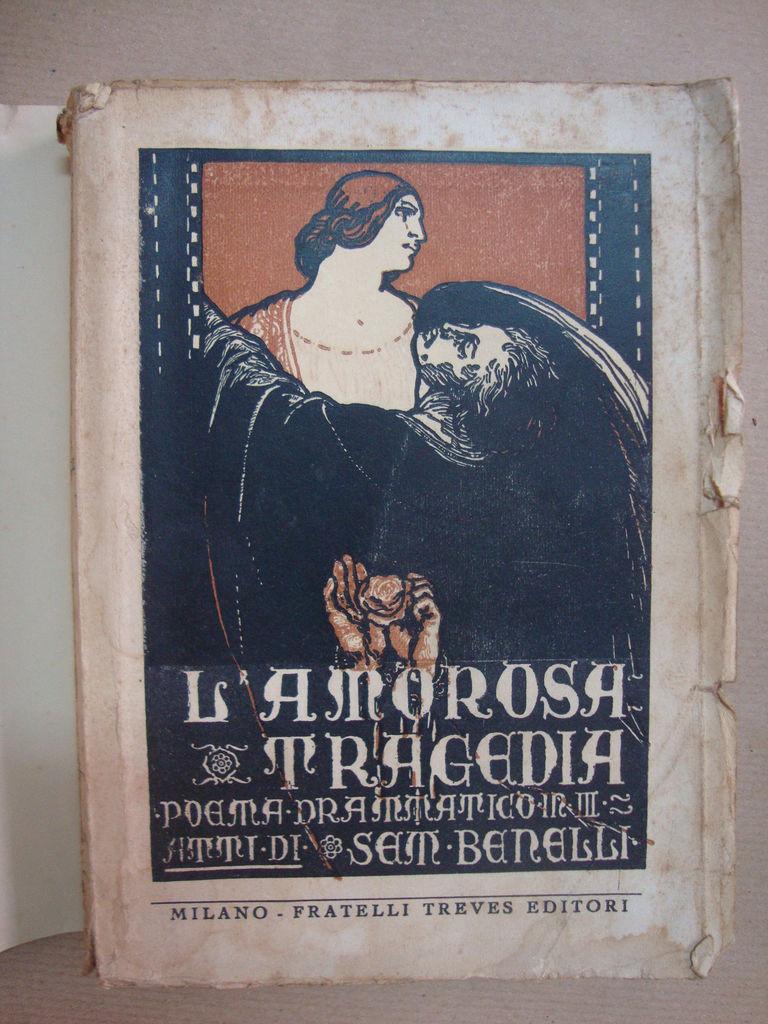 L'AMOROSA
TRAGEDIA
·POEMA·DRAMMATICO·IN·III·
ATTI·DI· SEM·BENELLI·
MILANO - FRATELLI TREVES EDITORI